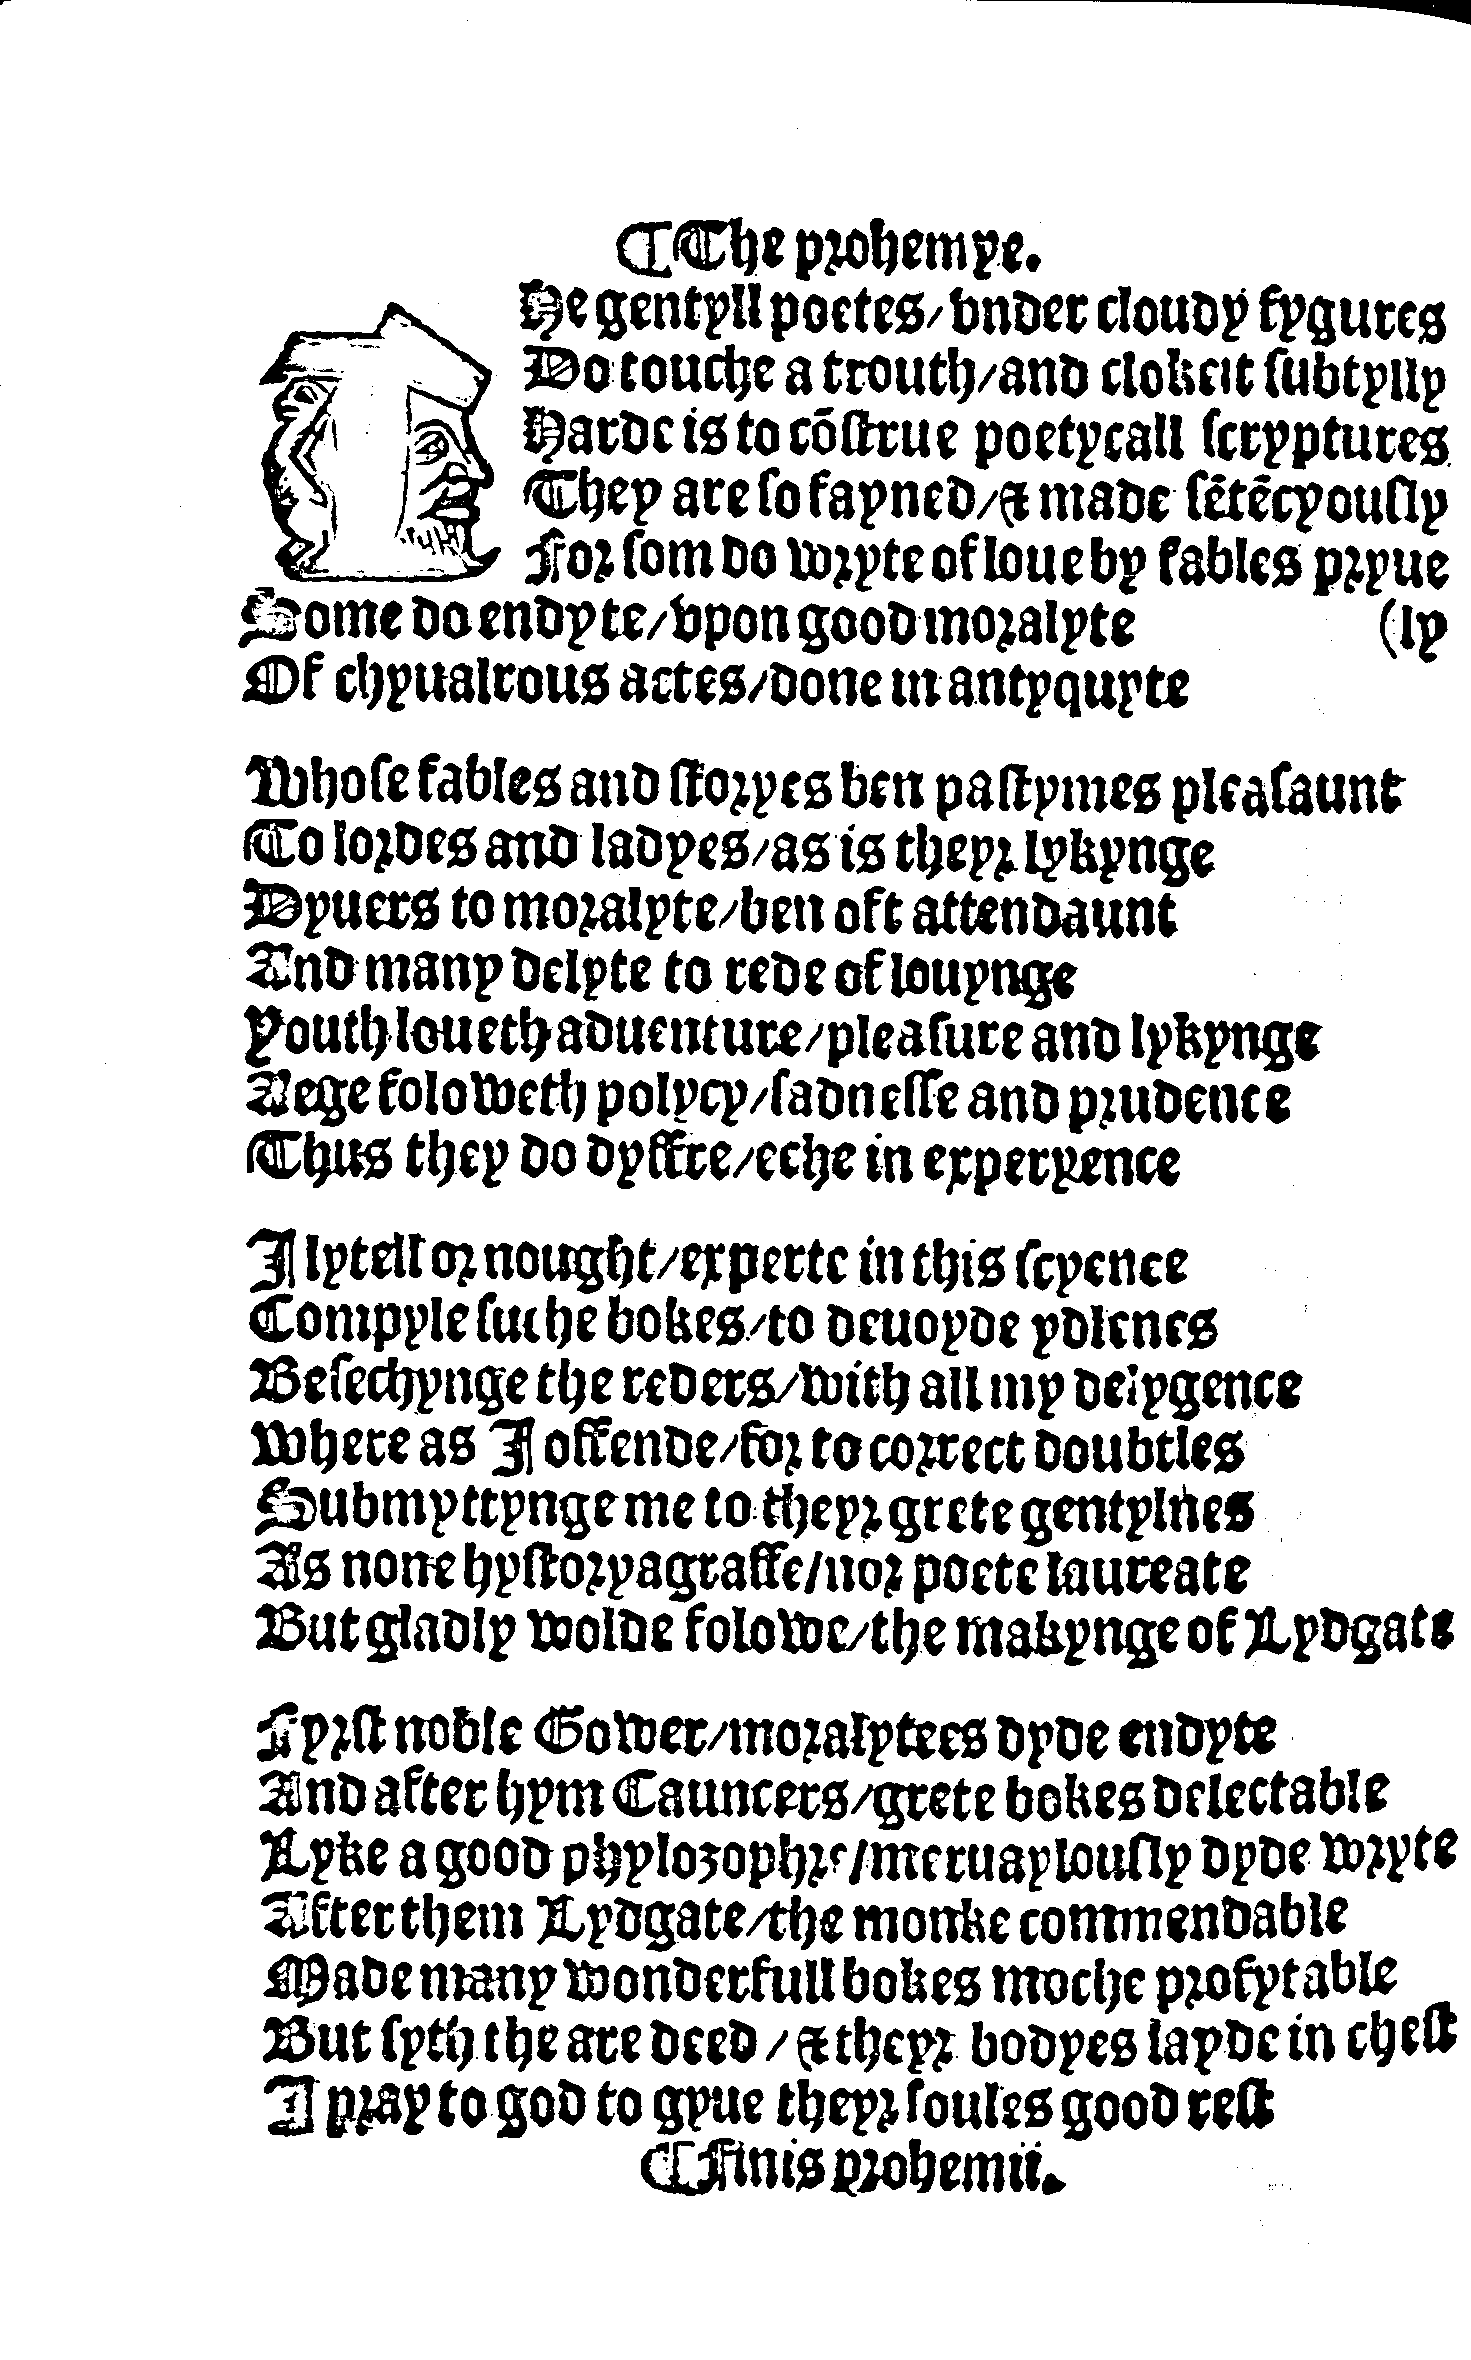 ¶The prohemye.
THe gentyll poetes/vnder cloudy fygures
Do touche a trouth/and clokeit subtylly
Harde is to cōstrue poetycall scryptures
They are so fayned/& made sētēcyously
For som do wryte of loue by fables pryue
Some do endyte/vpon good moralyte (ly
Of chyualrous actes/done in antyquyte
Whose fables and storyes ben pastymes pleasaunt
To lordes and ladyes/as is theyr lykynge
Dyuers to moralyte/ben oft attendaunt
And many delyte to rede of louynge
Youth loueth aduenture/pleasure and lykynge
Aege foloweth polycy/sadnesse and prudence
Thus they do dyffre/eche in experyence
I lytell or nought/experte in this scyence
Compyle suche bokes/to deuoyde ydlenes
Besechynge the reders/with all my delygence
Where as I offende/for to correct doubtles
Submyttynge me to theyr grete gentylnes
As none hystoryagraffe/nor poete laureate
But gladly wolde folowe/the makynge of Lydgate
Fyrst noble Gower/moralytees dyde endyte
And after hym Caucers/grete bokes delectable
Lyke a good phylozophre/meruaylously dyde wryte
After them Lydgate/the monke commendable
Made many wonderfull bokes moche profytable
But syth the are deed/& theyr bodyes layde in chest
I pray to god to gyue theyr soules good rest
¶Finis prohemii.